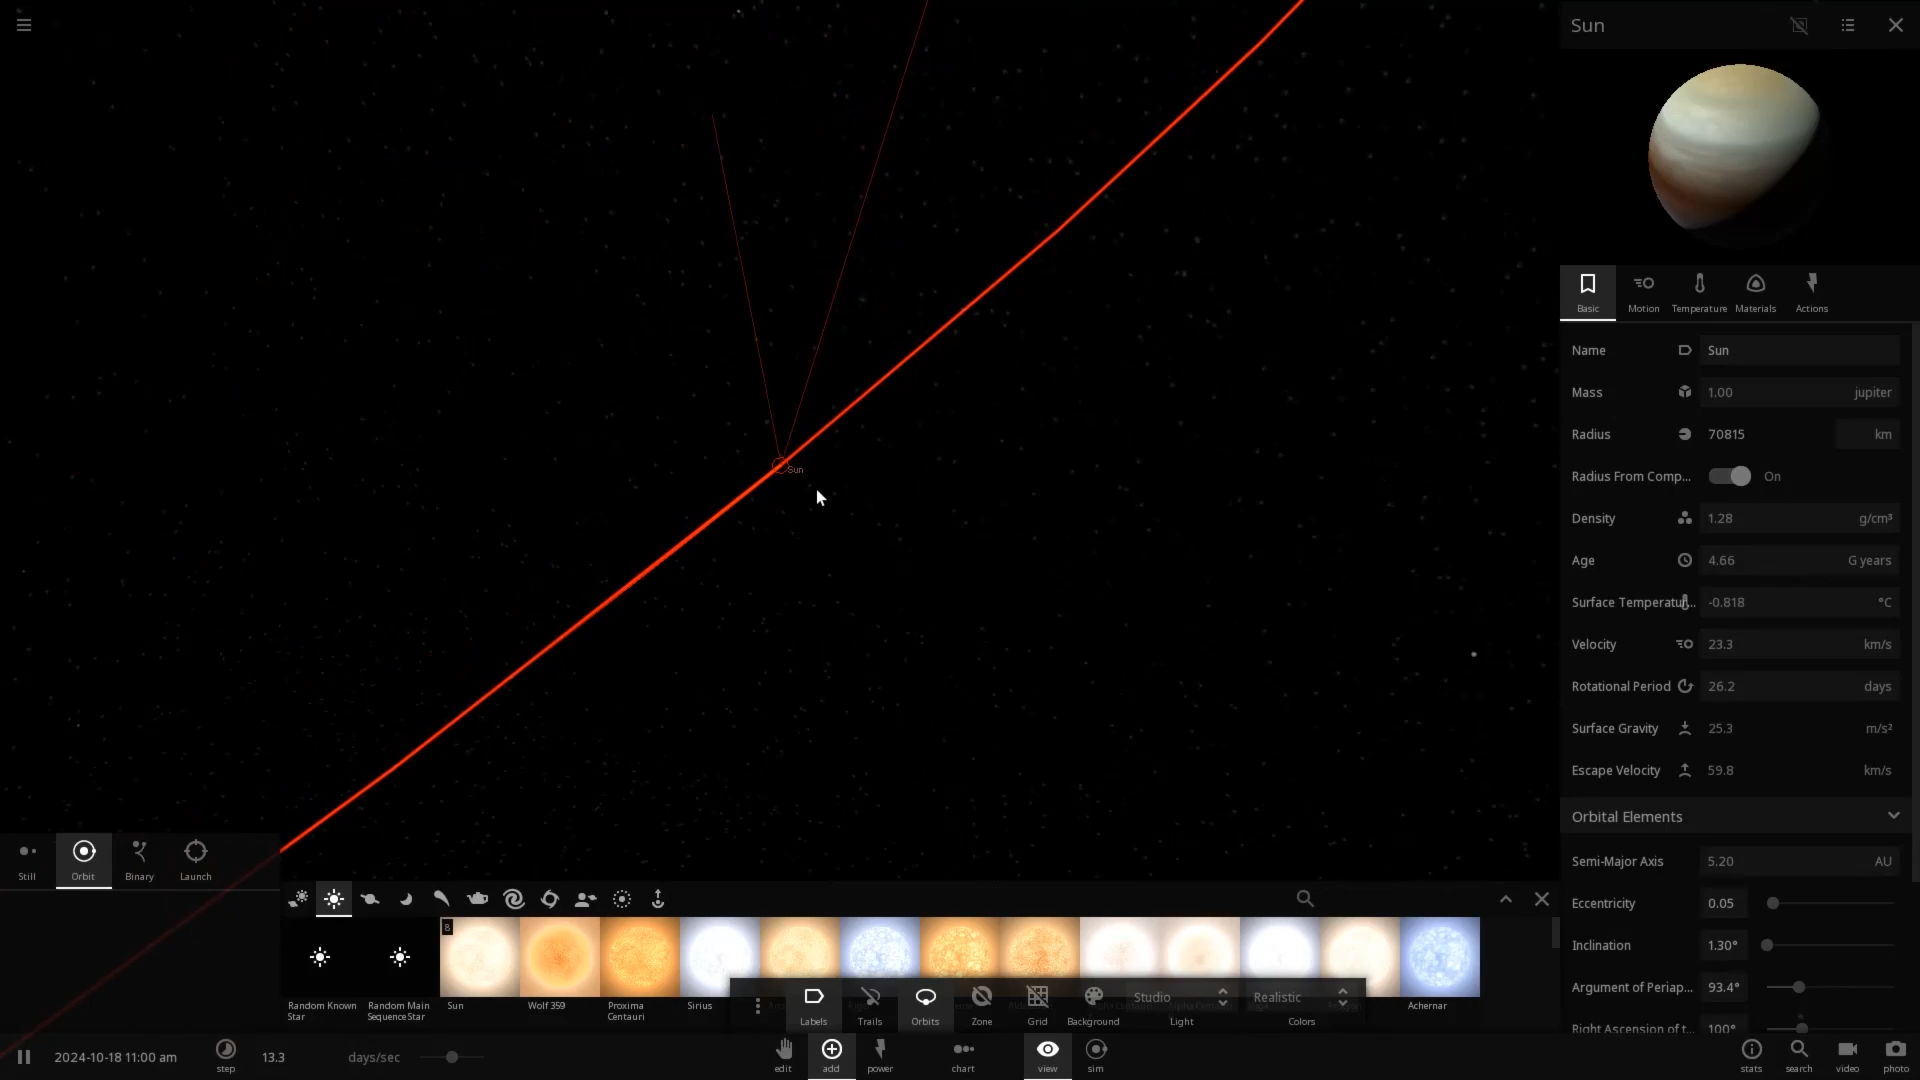 Sun
Sun
Basic
Motion
Temperature
Materials
Actions
Name
Sun
Mass
1.00
jupiter
Radius
70815
km
Radius From Comp...
On
Density
1.28
g/cm³
Age
4.66
G years
Surface Temperatur...
-0.818
°C
Velocity
23.3
km/s
Rotational Period
26.2
days
Surface Gravity
25.3
m/s²
Escape Velocity
59.8
km/s
Orbital Elements
Semi-Major Axis
5.20
AU
Eccentricity
0.05
Inclination
1.30°
Argument of Periap...
93.4°
Right Ascension of t...
100°
Still
Orbit
Binary
Launch
8
Random Known
Star
Random Main
Sequence Star
Sun
Wolf 359
Proxima
Centauri
Sirius
Achernar
Labels
Trails
Orbits
Zone
Grid
Background
Studio
Light
Realistic
Colors
2024-10-18 11:00 am
step
13.3
days/sec
edit
add
power
chart
view
sim
stats
search
video
photo